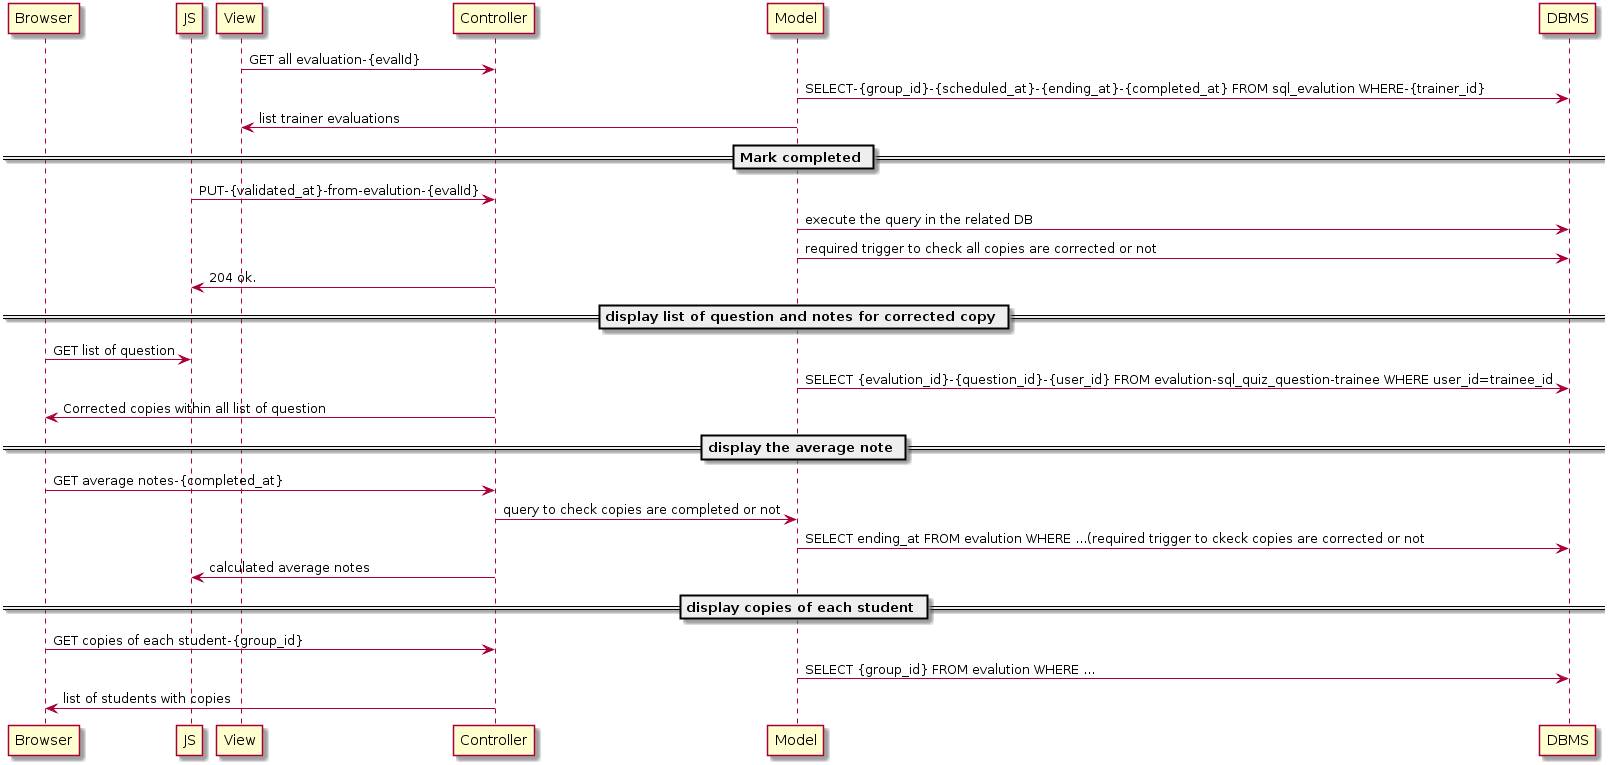 Browser JS View Controller Model DBMS
GET all evaluation-{evalId}
SELECT-{group_id}-{scheduled_at}-{ending_at}-{completed_at} FROM sql_evalution WHERE-{trainer_id}
list trainer evaluations
Mark completed
PUT-{validated_at}-from-evalution-{evalId}
execute the query in the related DB
required trigger to check all copies are corrected or not
204 ok.
display list of question and notes for corrected copy
GET list of question
SELECT {evalution_id}-{question_id}-{user_id} FROM evalution-sql_quiz_question-trainee WHERE user_id=trainee_id
Corrected copies within all list of question
display the average note
GET average notes-{completed_at}
query to check copies are completed or not
SELECT ending_at FROM evalution WHERE ...(required trigger to ckeck copies are corrected or not
calculated average notes
display copies of each student
GET copies of each student-{group_id}
SELECT {group_id} FROM evalution WHERE ...
list of students with copies
Browser JS View Controller Model DBMS